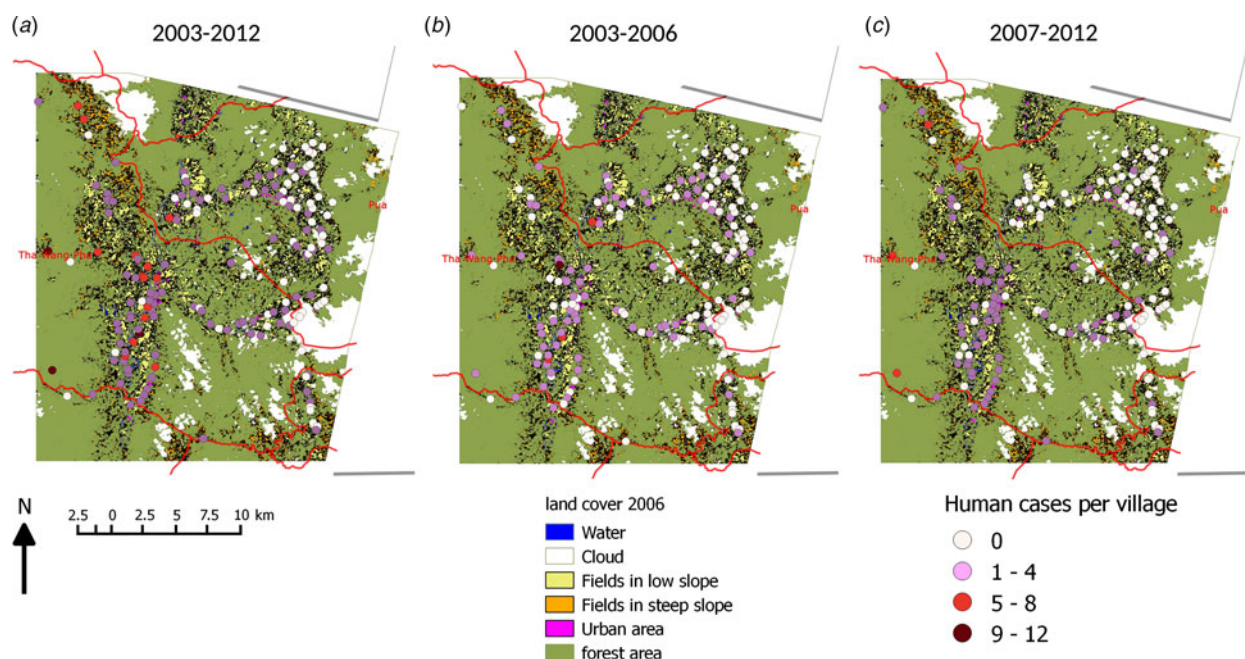 (a) 2003-2012
(b) 2003-2006
(c) 2007-2012
Pua
Tha Wang Pha
Pua
Tha Wang Pha
Pua
Tha Wang Pha
N
2.5 0 2.5 5 7.5 10 km
land cover 2006
Water
Cloud
Fields in low slope
Fields in steep slope
Urban area
forest area
Human cases per village
0
1 - 4
5 - 8
9 - 12